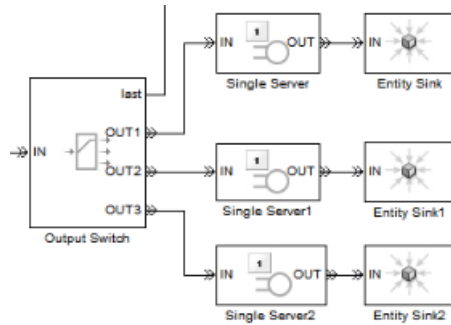 IN
last
OUT1
OUT2
OUT3
Output Switch
IN 1 OUT
Single Server
IN
Entity Sink
IN 1 OUT
Single Server1
IN
Entity Sink1
IN 1 OUT
Single Server2
IN
Entity Sink2